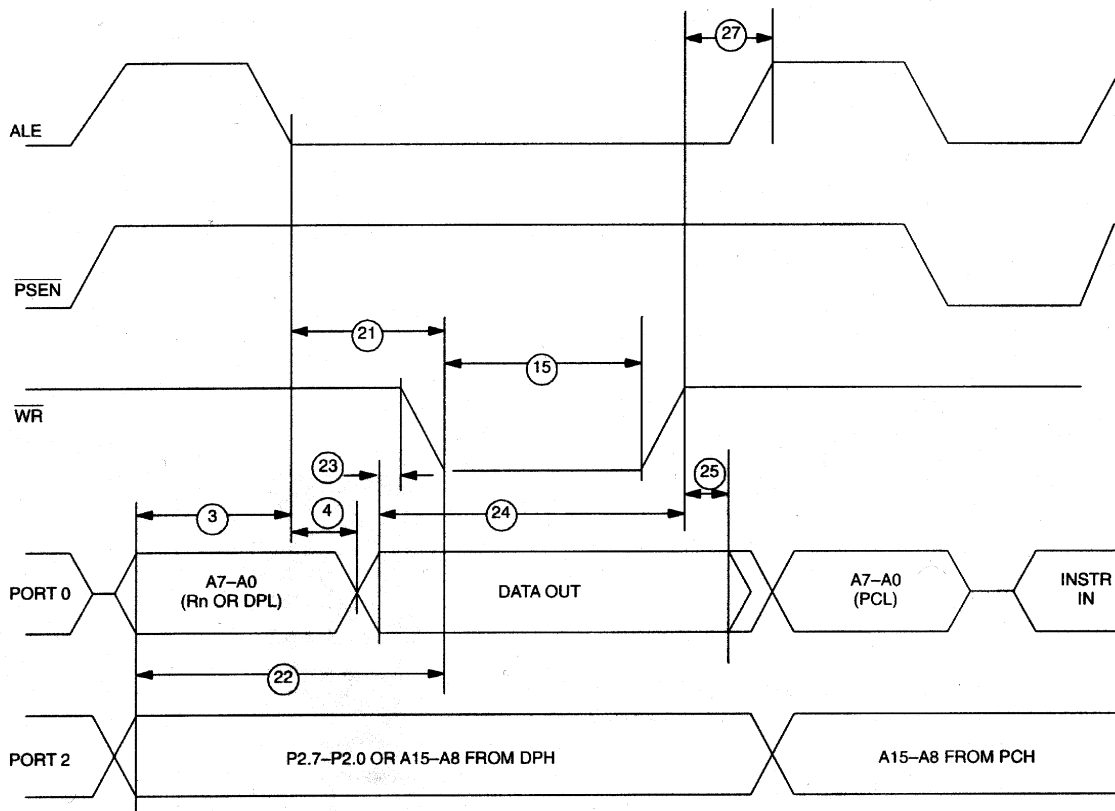 27
ALE
PSEN
21
15
WR
23
25
3
4
24
PORT 0
A7–A0
(Rn OR DPL)
DATA OUT
A7–A0
(PCL)
INSTR
IN
22
PORT 2
P2.7–P2.0 OR A15–A8 FROM DPH
A15–A8 FROM PCH